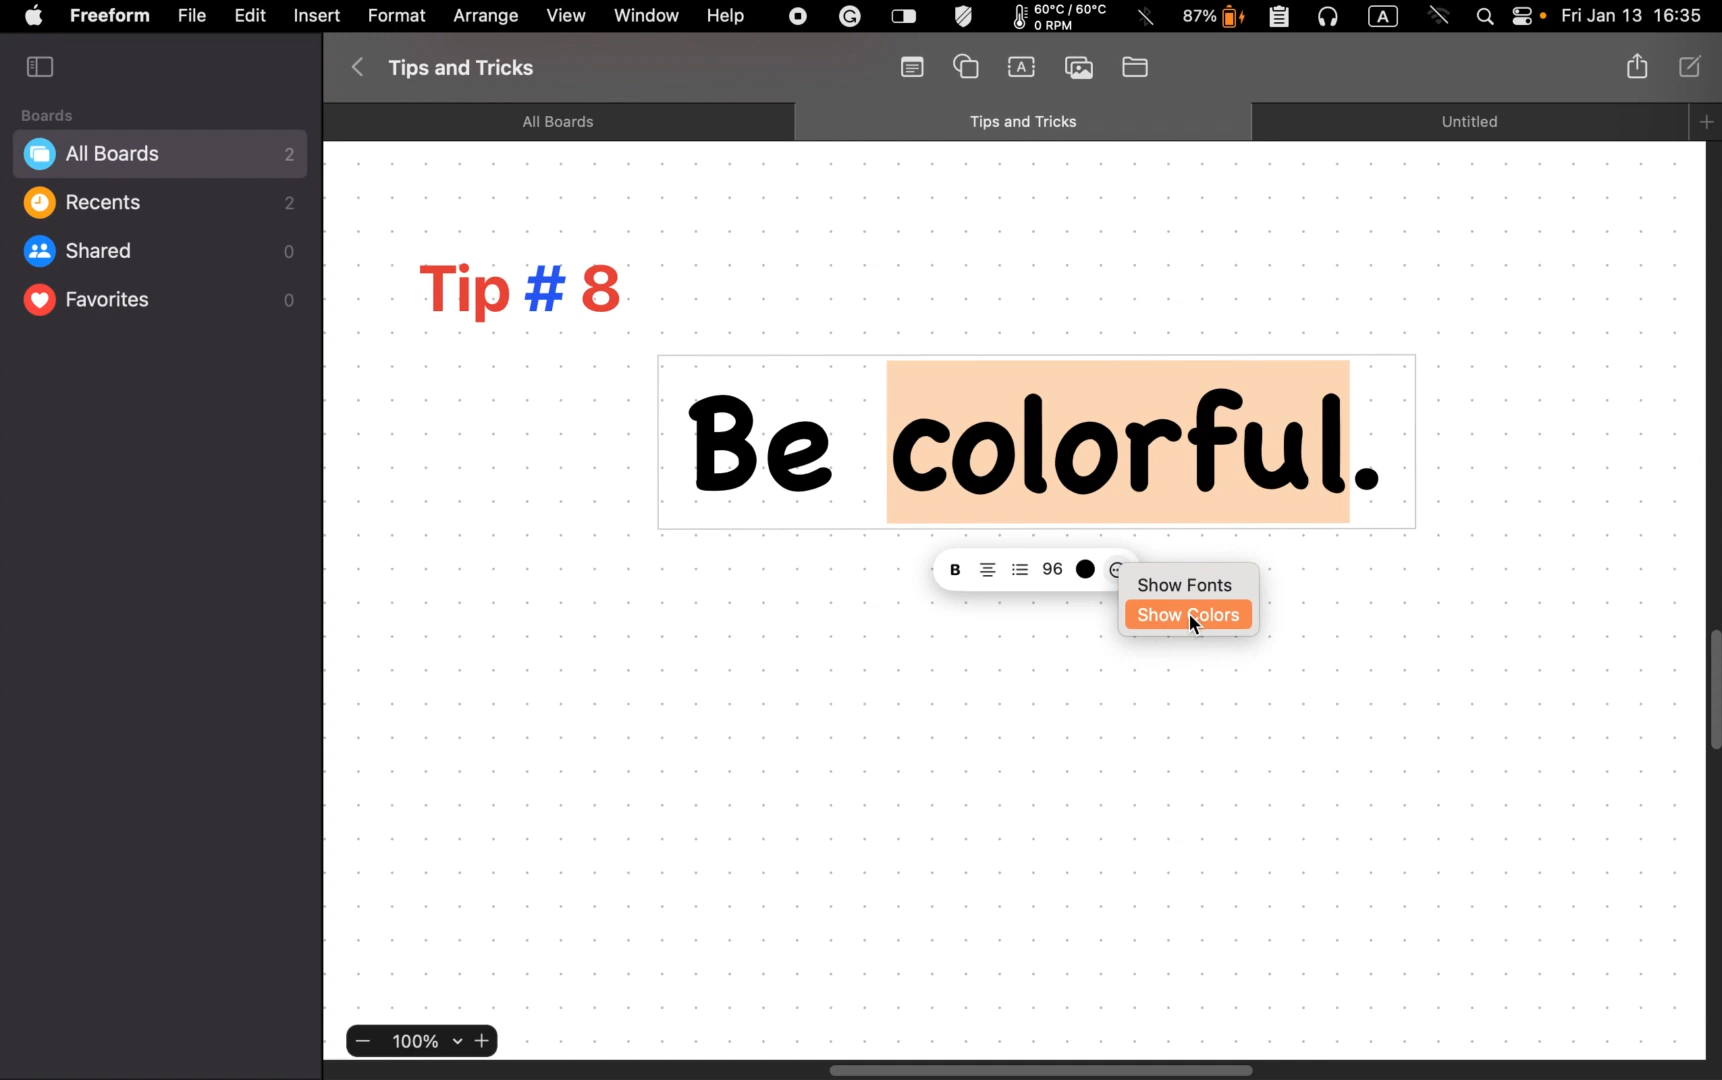 Freeform File Edit Insert Format Arrange View Window Help 60°C / 60°C 0 RPM 87% A Fri Jan 13 16:35
Tips and Tricks
A
Boards
All Boards 2
Recents 2
Shared 0
Favorites 0
All Boards Tips and Tricks Untitled +
Tip # 8
Be colorful.
B 96
Show Fonts
Show Colors
− 100% +